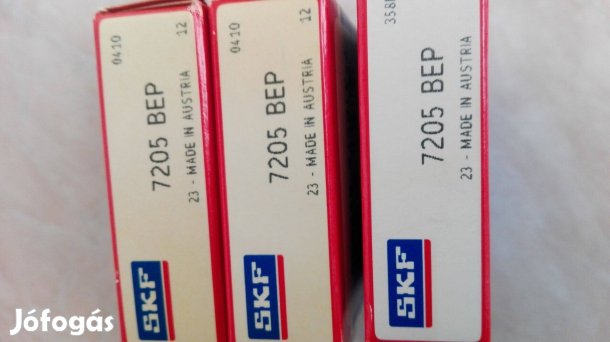 0410 12
7205 BEP
23 - MADE IN AUSTRIA
SKF
0410 12
7205 BEP
23 - MADE IN AUSTRIA
SKF
7205 BEP
23 - MADE IN AUSTRIA
SKF
Jófogás